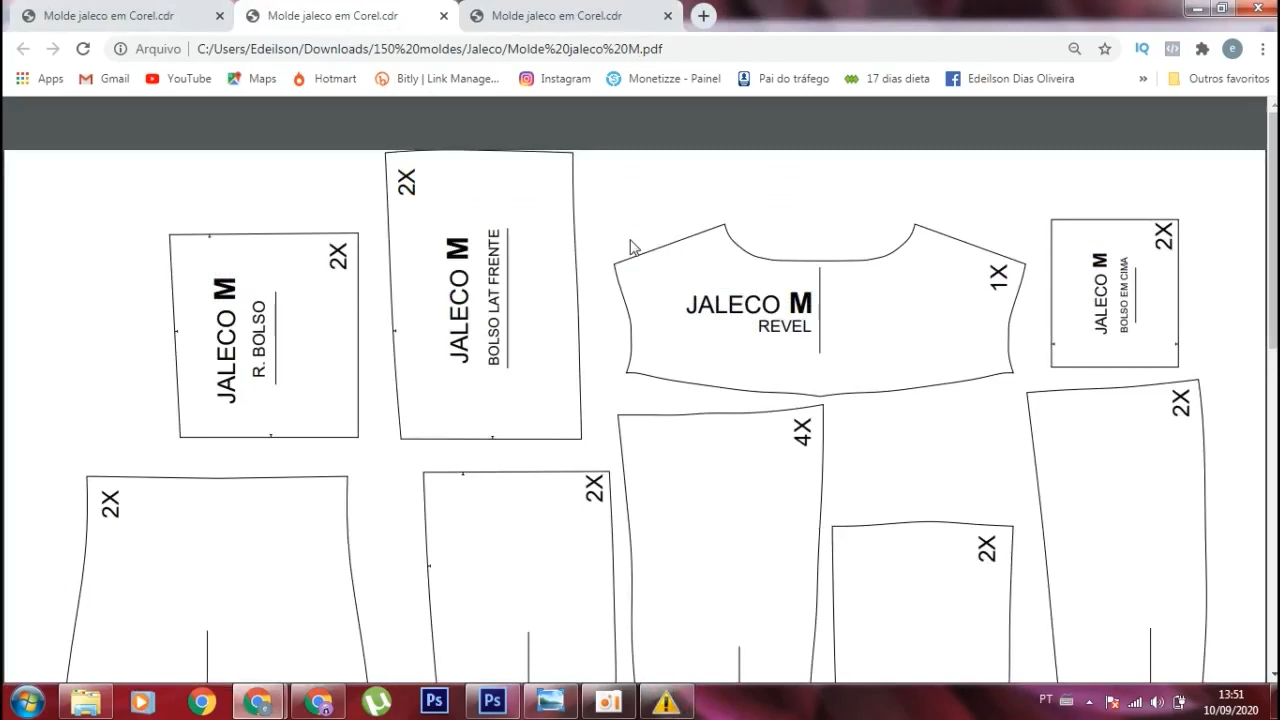 Molde jaleco em Corel.cdr
Molde jaleco em Corel.cdr
Molde jaleco em Corel.cdr
Arquivo
C:/Users/Edeilson/Downloads/150%20moldes/Jaleco/Molde%20jaleco%20M.pdf
IQ
e
Apps
Gmail
YouTube
Maps
Hotmart
Bitly | Link Manage...
Instagram
Monetizze - Painel
Pai do tráfego
17 dias dieta
Edeilson Dias Oliveira
»
Outros favoritos
2X
JALECO M
R. BOLSO
2X
JALECO M
BOLSO LAT FRENTE
1X
JALECO M
REVEL
2X
JALECO M
BOLSO EM CIMA
2X
2X
4X
2X
2X
Ps
Ps
PT
13:51
10/09/2020